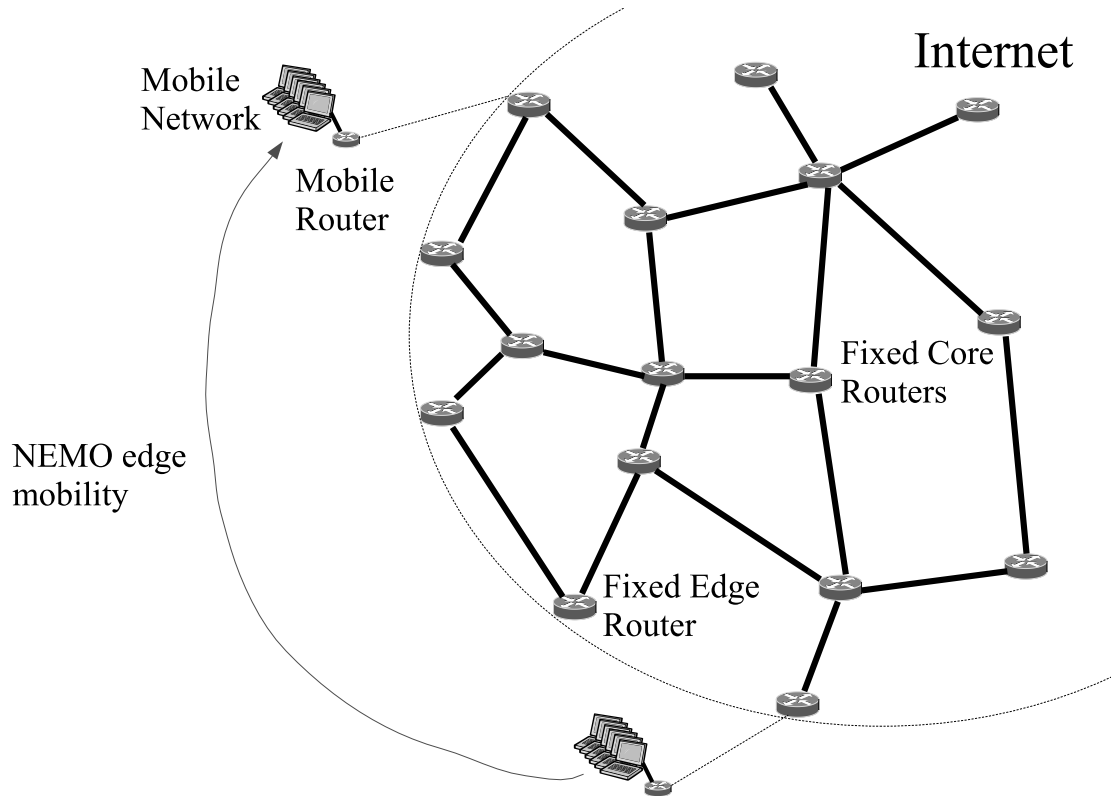 Internet
Mobile
Network
Mobile
Router
Fixed Core
Routers
NEMO edge
mobility
Fixed Edge
Router